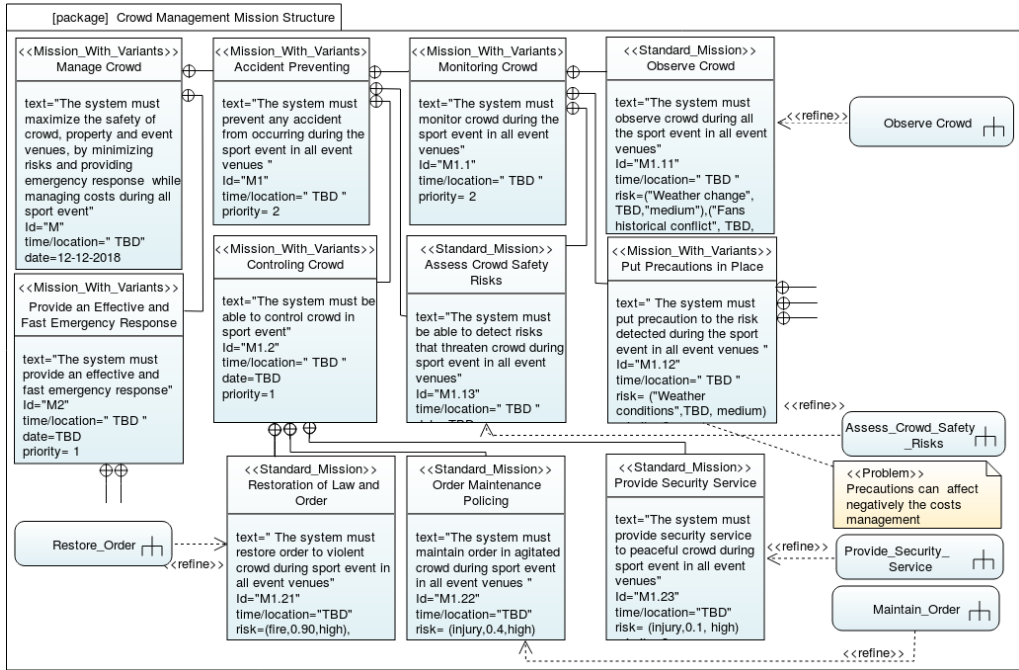 [package] Crowd Management Mission Structure
<<Mission_With_Variants>>
Manage Crowd
text="The system must
maximize the safety of
crowd, property and event
venues, by minimizing
risks and providing
emergency response while
managing costs during all
sport event"
Id="M"
time/location=" TBD"
date=12-12-2018
<<Mission_With_Variants>>
Accident Preventing
text="The system must
prevent any accident
from occurring during the
sport event in all event
venues "
Id="M1"
time/location=" TBD "
priority= 2
<<Mission_With_Variants>>
Monitoring Crowd
text="The system must
monitor crowd during the
sport event in all event
venues"
Id="M1.1"
time/location=" TBD "
priority= 2
<<Standard_Mission>>
Observe Crowd
text="The system must
observe crowd during all
the sport event in all event
venues"
Id="M1.11"
time/location=" TBD "
risk=("Weather change",
TBD,"medium"),("Fans
historical conflict", TBD,
<<refine>>
Observe Crowd
<<Mission_With_Variants>>
Provide an Effective and
Fast Emergency Response
text="The system must
provide an effective and
fast emergency response"
Id="M2"
time/location=" TBD "
date=TBD
priority= 1
<<Mission_With_Variants>>
Controling Crowd
text="The system must be
able to control crowd in
sport event"
Id="M1.2"
time/location=" TBD "
date=TBD
priority=1
<<Standard_Mission>>
Assess Crowd Safety
Risks
text="The system must
be able to detect risks
that threaten crowd during
sport event in all event
venues"
Id="M1.13"
time/location=" TBD "
<<Mission_With_Variants>>
Put Precautions in Place
text=" The system must
put precaution to the risk
detected during the sport
event in all event venues "
Id="M1.12"
time/location=" TBD "
risk= ("Weather
conditions",TBD, medium)
<<refine>>
Assess_Crowd_Safety
_Risks
<<Problem>>
Precautions can affect
negatively the costs
management
Restore_Order
<<refine>>
<<Standard_Mission>>
Restoration of Law and
Order
text=" The system must
restore order to violent
crowd during sport event in
all event venues"
Id="M1.21"
time/location="TBD"
risk=(fire,0.90,high),
<<Standard_Mission>>
Order Maintenance
Policing
text="The system must
maintain order in agitated
crowd during sport event
in all event venues "
Id="M1.22"
time/location="TBD"
risk= (injury,0.4,high)
<<Standard_Mission>>
Provide Security Service
text="The system must
provide security service
to peaceful crowd during
sport event in all event
venues"
Id="M1.23"
time/location="TBD"
risk= (injury,0.1, high)
<<refine>>
Provide_Security_
Service
Maintain_Order
<<refine>>